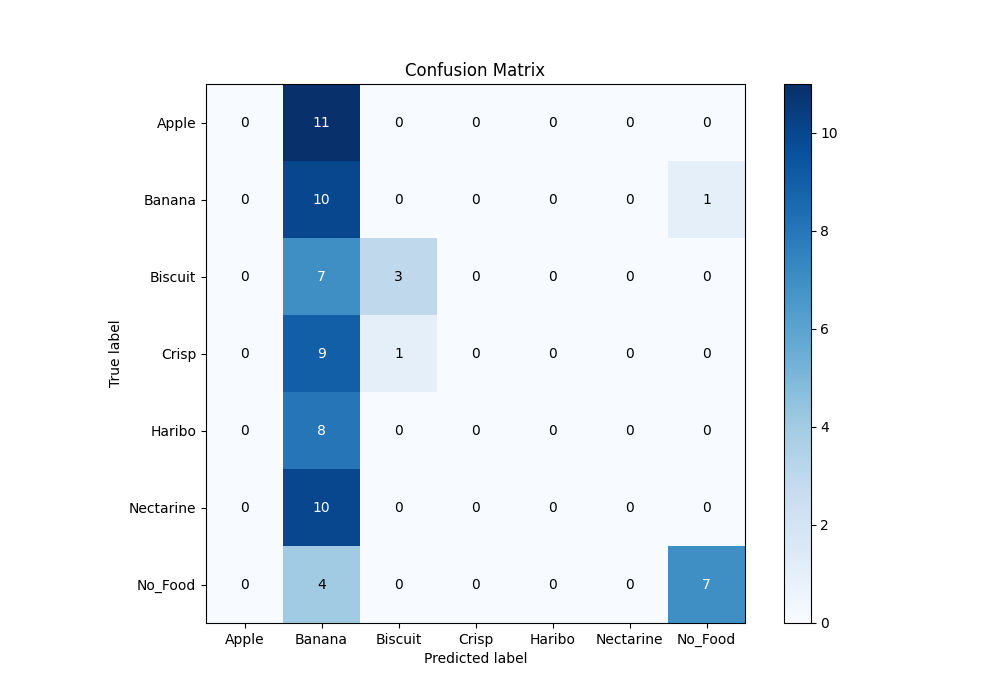 Confusion Matrix
Apple 0 11 0 0 0 0 0
Banana 0 10 0 0 0 0 1
Biscuit 0 7 3 0 0 0 0
Crisp 0 9 1 0 0 0 0
Haribo 0 8 0 0 0 0 0
Nectarine 0 10 0 0 0 0 0
No_Food 0 4 0 0 0 0 7
Apple Banana Biscuit Crisp Haribo Nectarine No_Food
Predicted label
True label
10
8
6
4
2
0